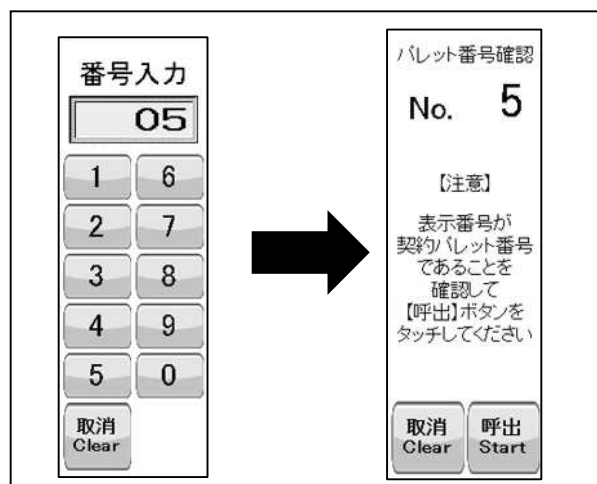 番号入力
05
1 6
2 7
3 8
4 9
5 0
取消
Clear
パレット番号確認
No. 5
【注意】
表示番号が
契約パレット番号
であることを
確認して
【呼出】ボタンを
タッチしてください
取消 呼出
Clear Start